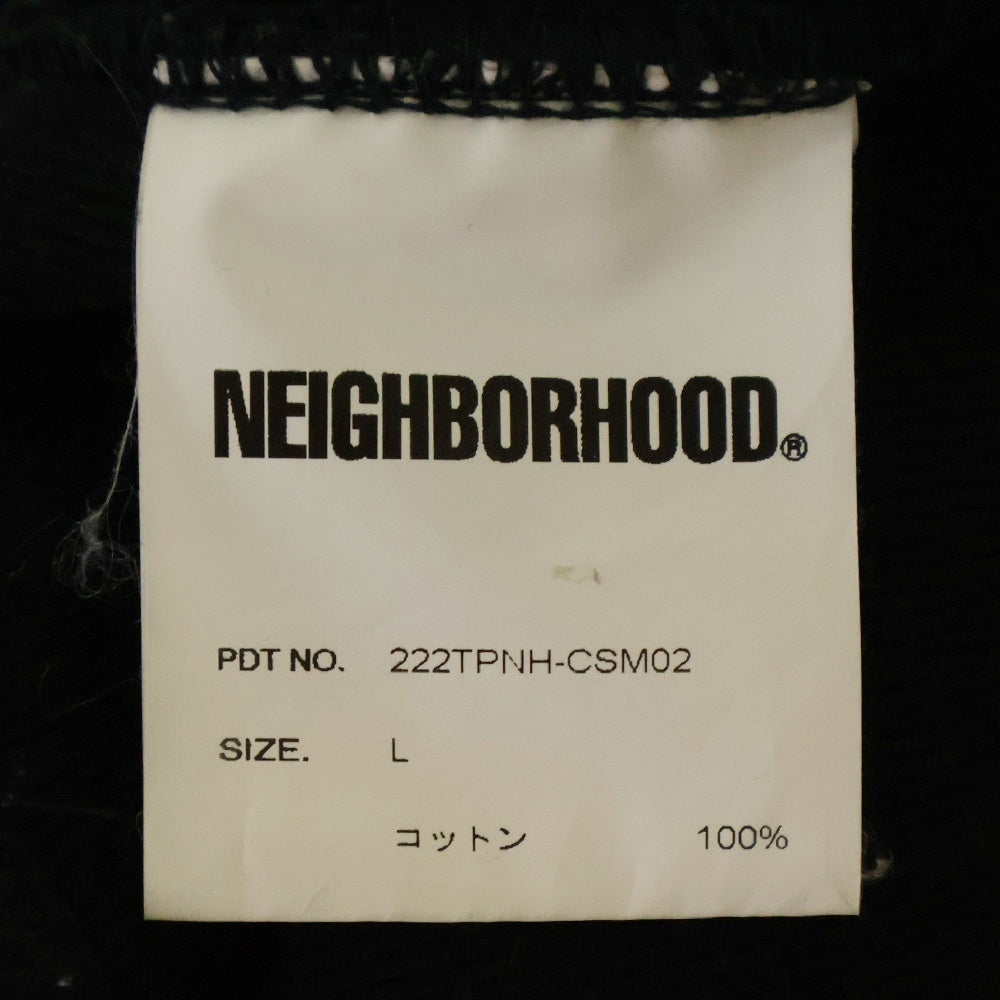 NEIGHBORHOOD®
PDT NO. 222TPNH-CSM02
SIZE. L
コットン 100%